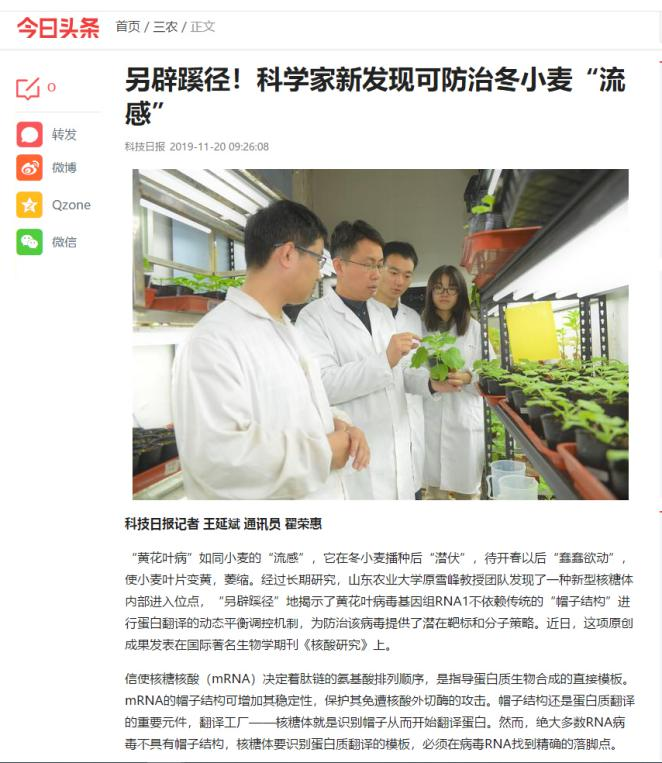 今日头条 首页 / 三农 / 正文
0
转发
微博
Qzone
微信
另辟蹊径！科学家新发现可防治冬小麦“流
感”
科技日报 2019-11-20 09:26:08
科技日报记者 王延斌 通讯员 翟荣惠
“黄花叶病”如同小麦的“流感”，它在冬小麦播种后“潜伏”，待开春以后“蠢蠢欲动”，
使小麦叶片变黄，萎缩。经过长期研究，山东农业大学原雪峰教授团队发现了一种新型核糖体
内部进入位点，“另辟蹊径”地揭示了黄花叶病毒基因组RNA1不依赖传统的“帽子结构”进
行蛋白翻译的动态平衡调控机制，为防治该病毒提供了潜在靶标和分子策略。近日，这项原创
成果发表在国际著名生物学期刊《核酸研究》上。
信使核糖核酸（mRNA）决定着肽链的氨基酸排列顺序，是指导蛋白质生物合成的直接模板。
mRNA的帽子结构可增加其稳定性，保护其免遭核酸外切酶的攻击。帽子结构还是蛋白质翻译
的重要元件，翻译工厂——核糖体就是识别帽子从而开始翻译蛋白。然而，绝大多数RNA病
毒不具有帽子结构，核糖体要识别蛋白质翻译的模板，必须在病毒RNA找到精确的落脚点。